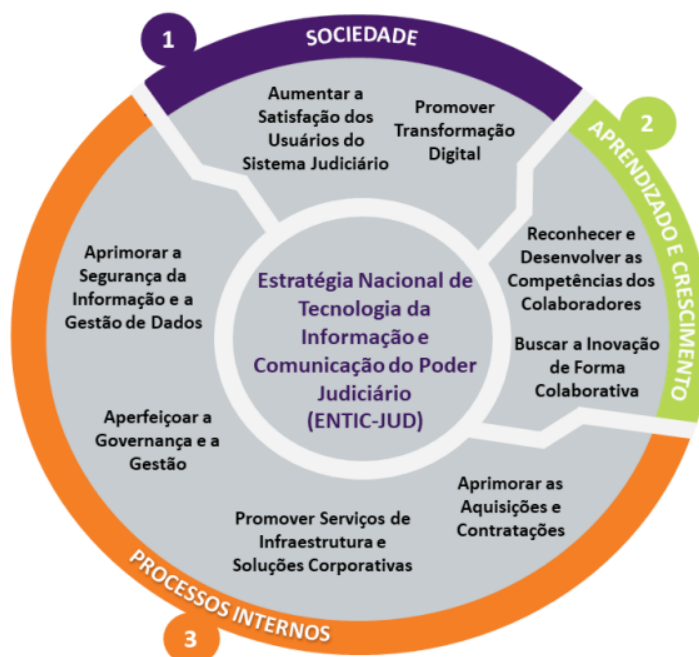 1
SOCIEDADE
Aumentar a
Satisfação dos
Usuários do
Sistema Judiciário
Promover
Transformação
Digital
2
APRENDIZADO E CRESCIMENTO
Reconhecer e
Desenvolver as
Competências dos
Colaboradores
Buscar a Inovação
de Forma
Colaborativa
Estratégia Nacional de
Tecnologia da
Informação e
Comunicação do Poder
Judiciário
(ENTIC-JUD)
Aprimorar a
Segurança da
Informação e a
Gestão de Dados
Aperfeiçoar a
Governança e a
Gestão
Promover Serviços de
Infraestrutura e
Soluções Corporativas
Aprimorar as
Aquisições e
Contratações
PROCESSOS INTERNOS
3